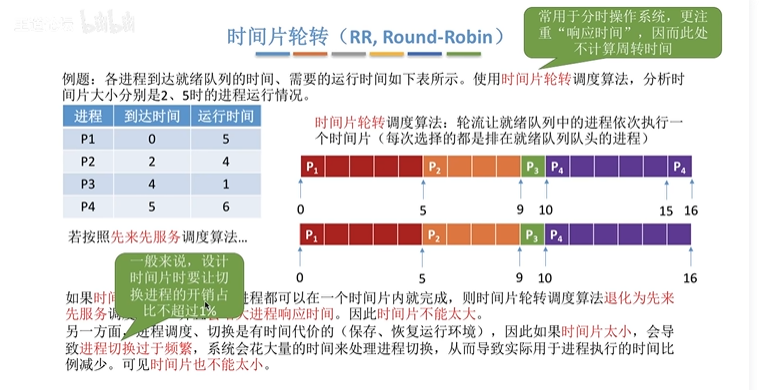 时间片轮转（RR, Round-Robin）
常用于分时操作系统，更注
重“响应时间”，因而此处
不计算周转时间
例题：各进程到达就绪队列的时间、需要的运行时间如下表所示。使用时间片轮转调度算法，分析时
间片大小分别是2、5时的进程运行情况。
进程 到达时间 运行时间
P1 0 5
P2 2 4
P3 4 1
P4 5 6
时间片轮转调度算法：轮流让就绪队列中的进程依次执行一
个时间片（每次选择的都是排在就绪队列队头的进程）
P1 P2 P3 P4 P4
0 5 9 10 15 16
若按照先来先服务调度算法...
P1 P2 P3 P4
0 5 9 10 16
一般来说，设计
时间片时要让切
换进程的开销占
比不超过1%
如果时间 进程都可以在一个时间片内就完成，则时间片轮转调度算法退化为先来
先服务调度 大进程响应时间。因此时间片不能太大。
另一方面，进程调度、切换是有时间代价的（保存、恢复运行环境），因此如果时间片太小，会导
致进程切换过于频繁，系统会花大量的时间来处理进程切换，从而导致实际用于进程执行的时间比
例减少。可见时间片也不能太小。